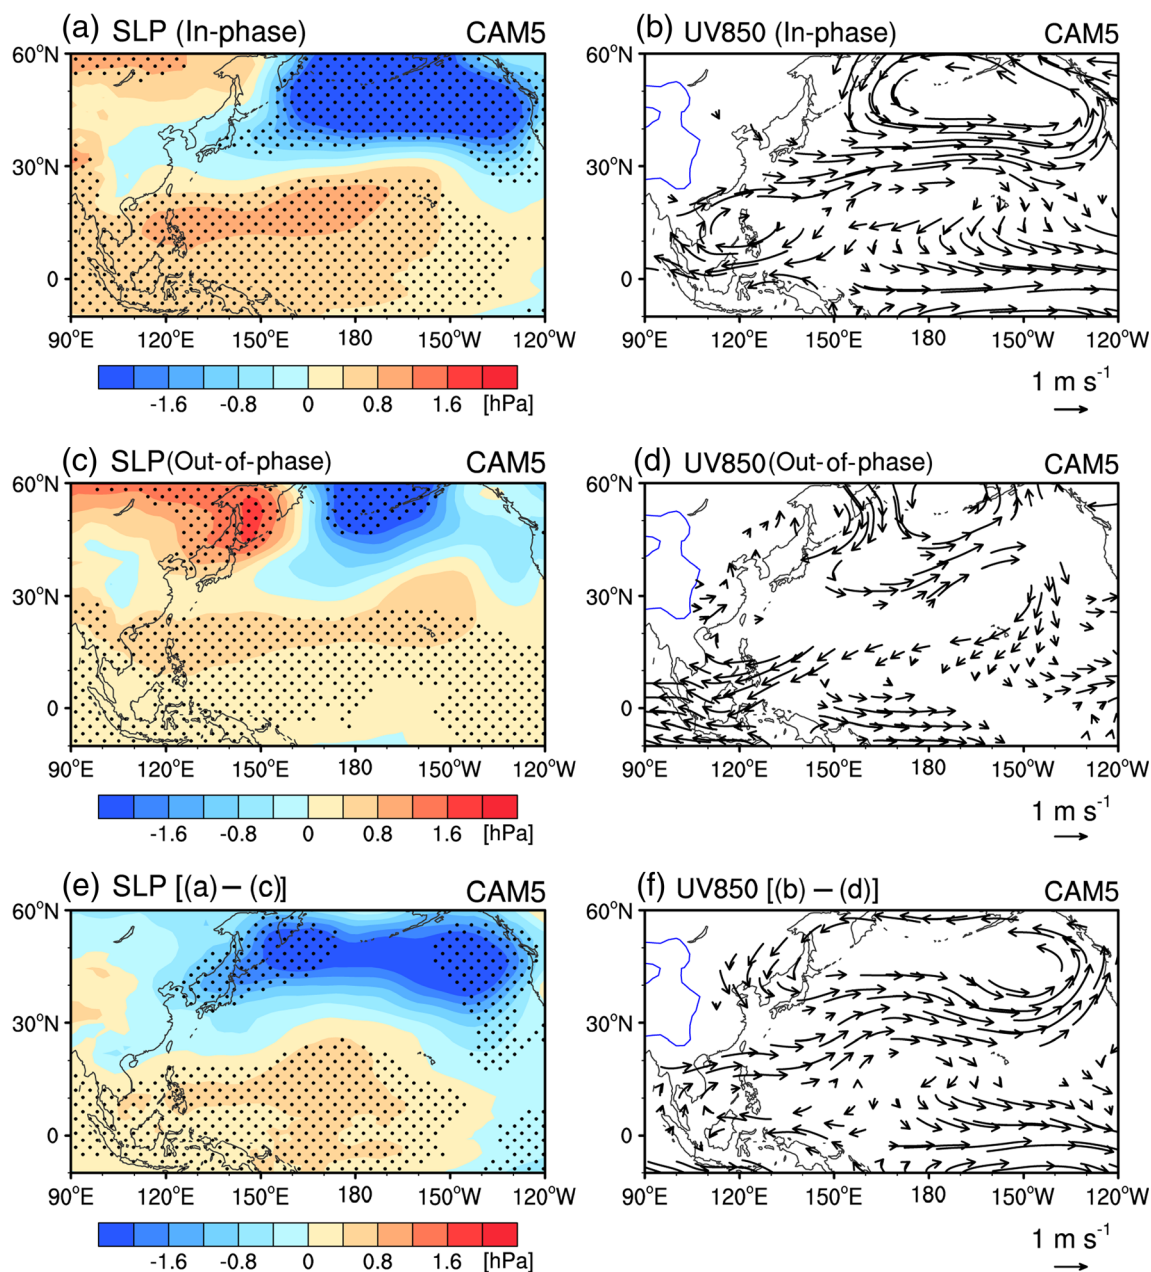 (a) SLP (In-phase) CAM5
(b) UV850 (In-phase) CAM5
60°N
30°N
0
90°E 120°E 150°E 180 150°W 120°W
60°N
30°N
0
90°E 120°E 150°E 180 150°W 120°W
-1.6 -0.8 0 0.8 1.6 [hPa]
1 m s⁻¹
(c) SLP (Out-of-phase) CAM5
(d) UV850 (Out-of-phase) CAM5
60°N
30°N
0
90°E 120°E 150°E 180 150°W 120°W
60°N
30°N
0
90°E 120°E 150°E 180 150°W 120°W
-1.6 -0.8 0 0.8 1.6 [hPa]
1 m s⁻¹
(e) SLP [(a) – (c)] CAM5
(f) UV850 [(b) – (d)] CAM5
60°N
30°N
0
90°E 120°E 150°E 180 150°W 120°W
60°N
30°N
0
90°E 120°E 150°E 180 150°W 120°W
-1.6 -0.8 0 0.8 1.6 [hPa]
1 m s⁻¹